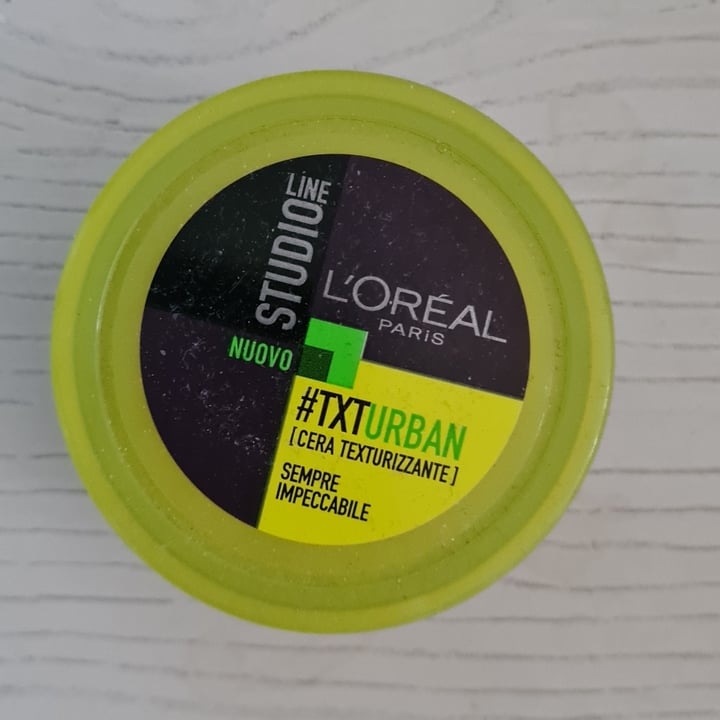 STUDIO LINE
L'ORÉAL
PARIS
NUOVO
#TXTURBAN
[CERA TEXTURIZZANTE]
SEMPRE
IMPECCABILE